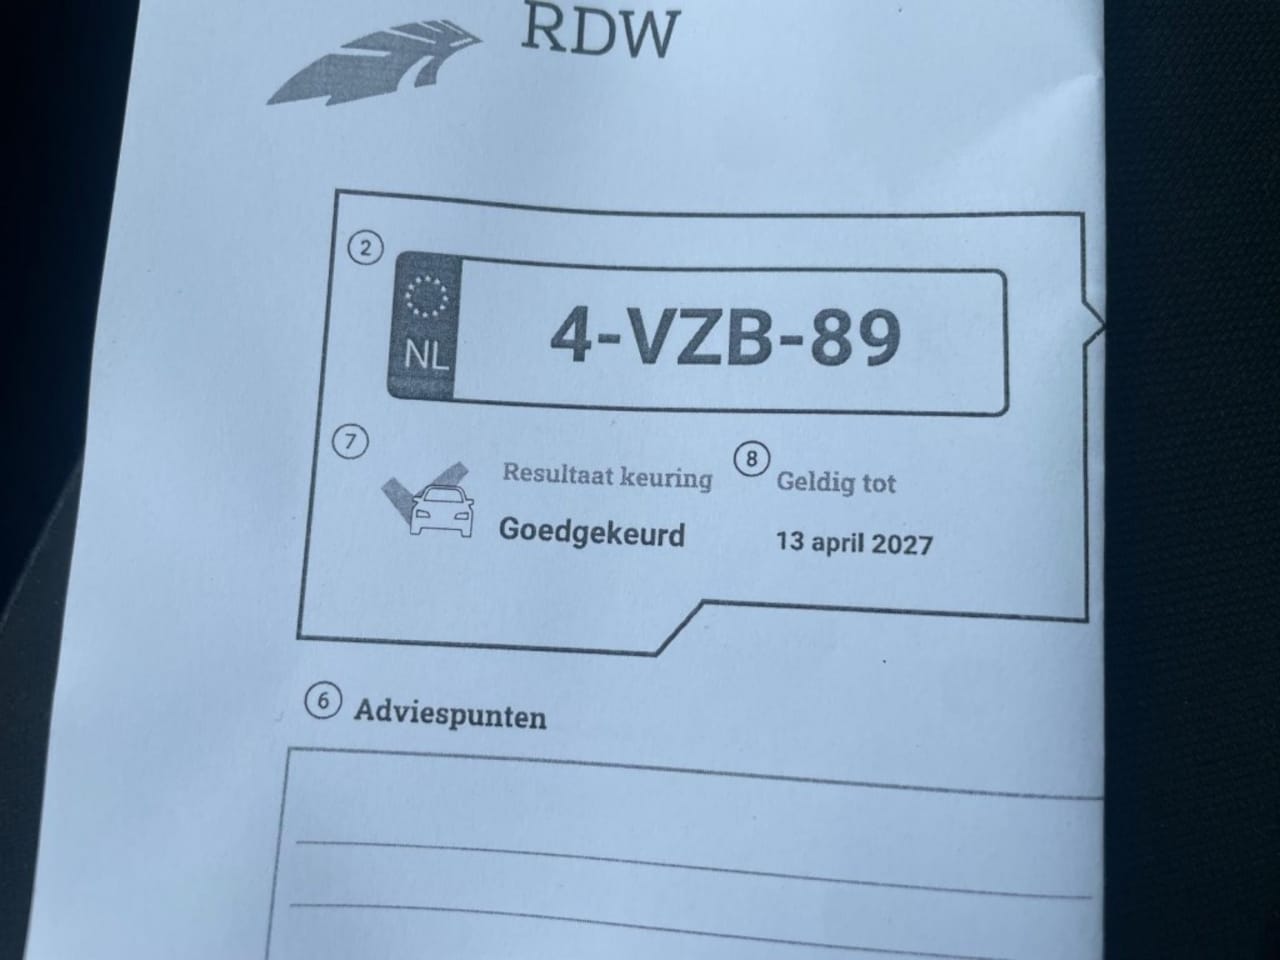 RDW
2
NL
4-VZB-89
7
Resultaat keuring
Goedgekeurd
8
Geldig tot
13 april 2027
6 Adviespunten